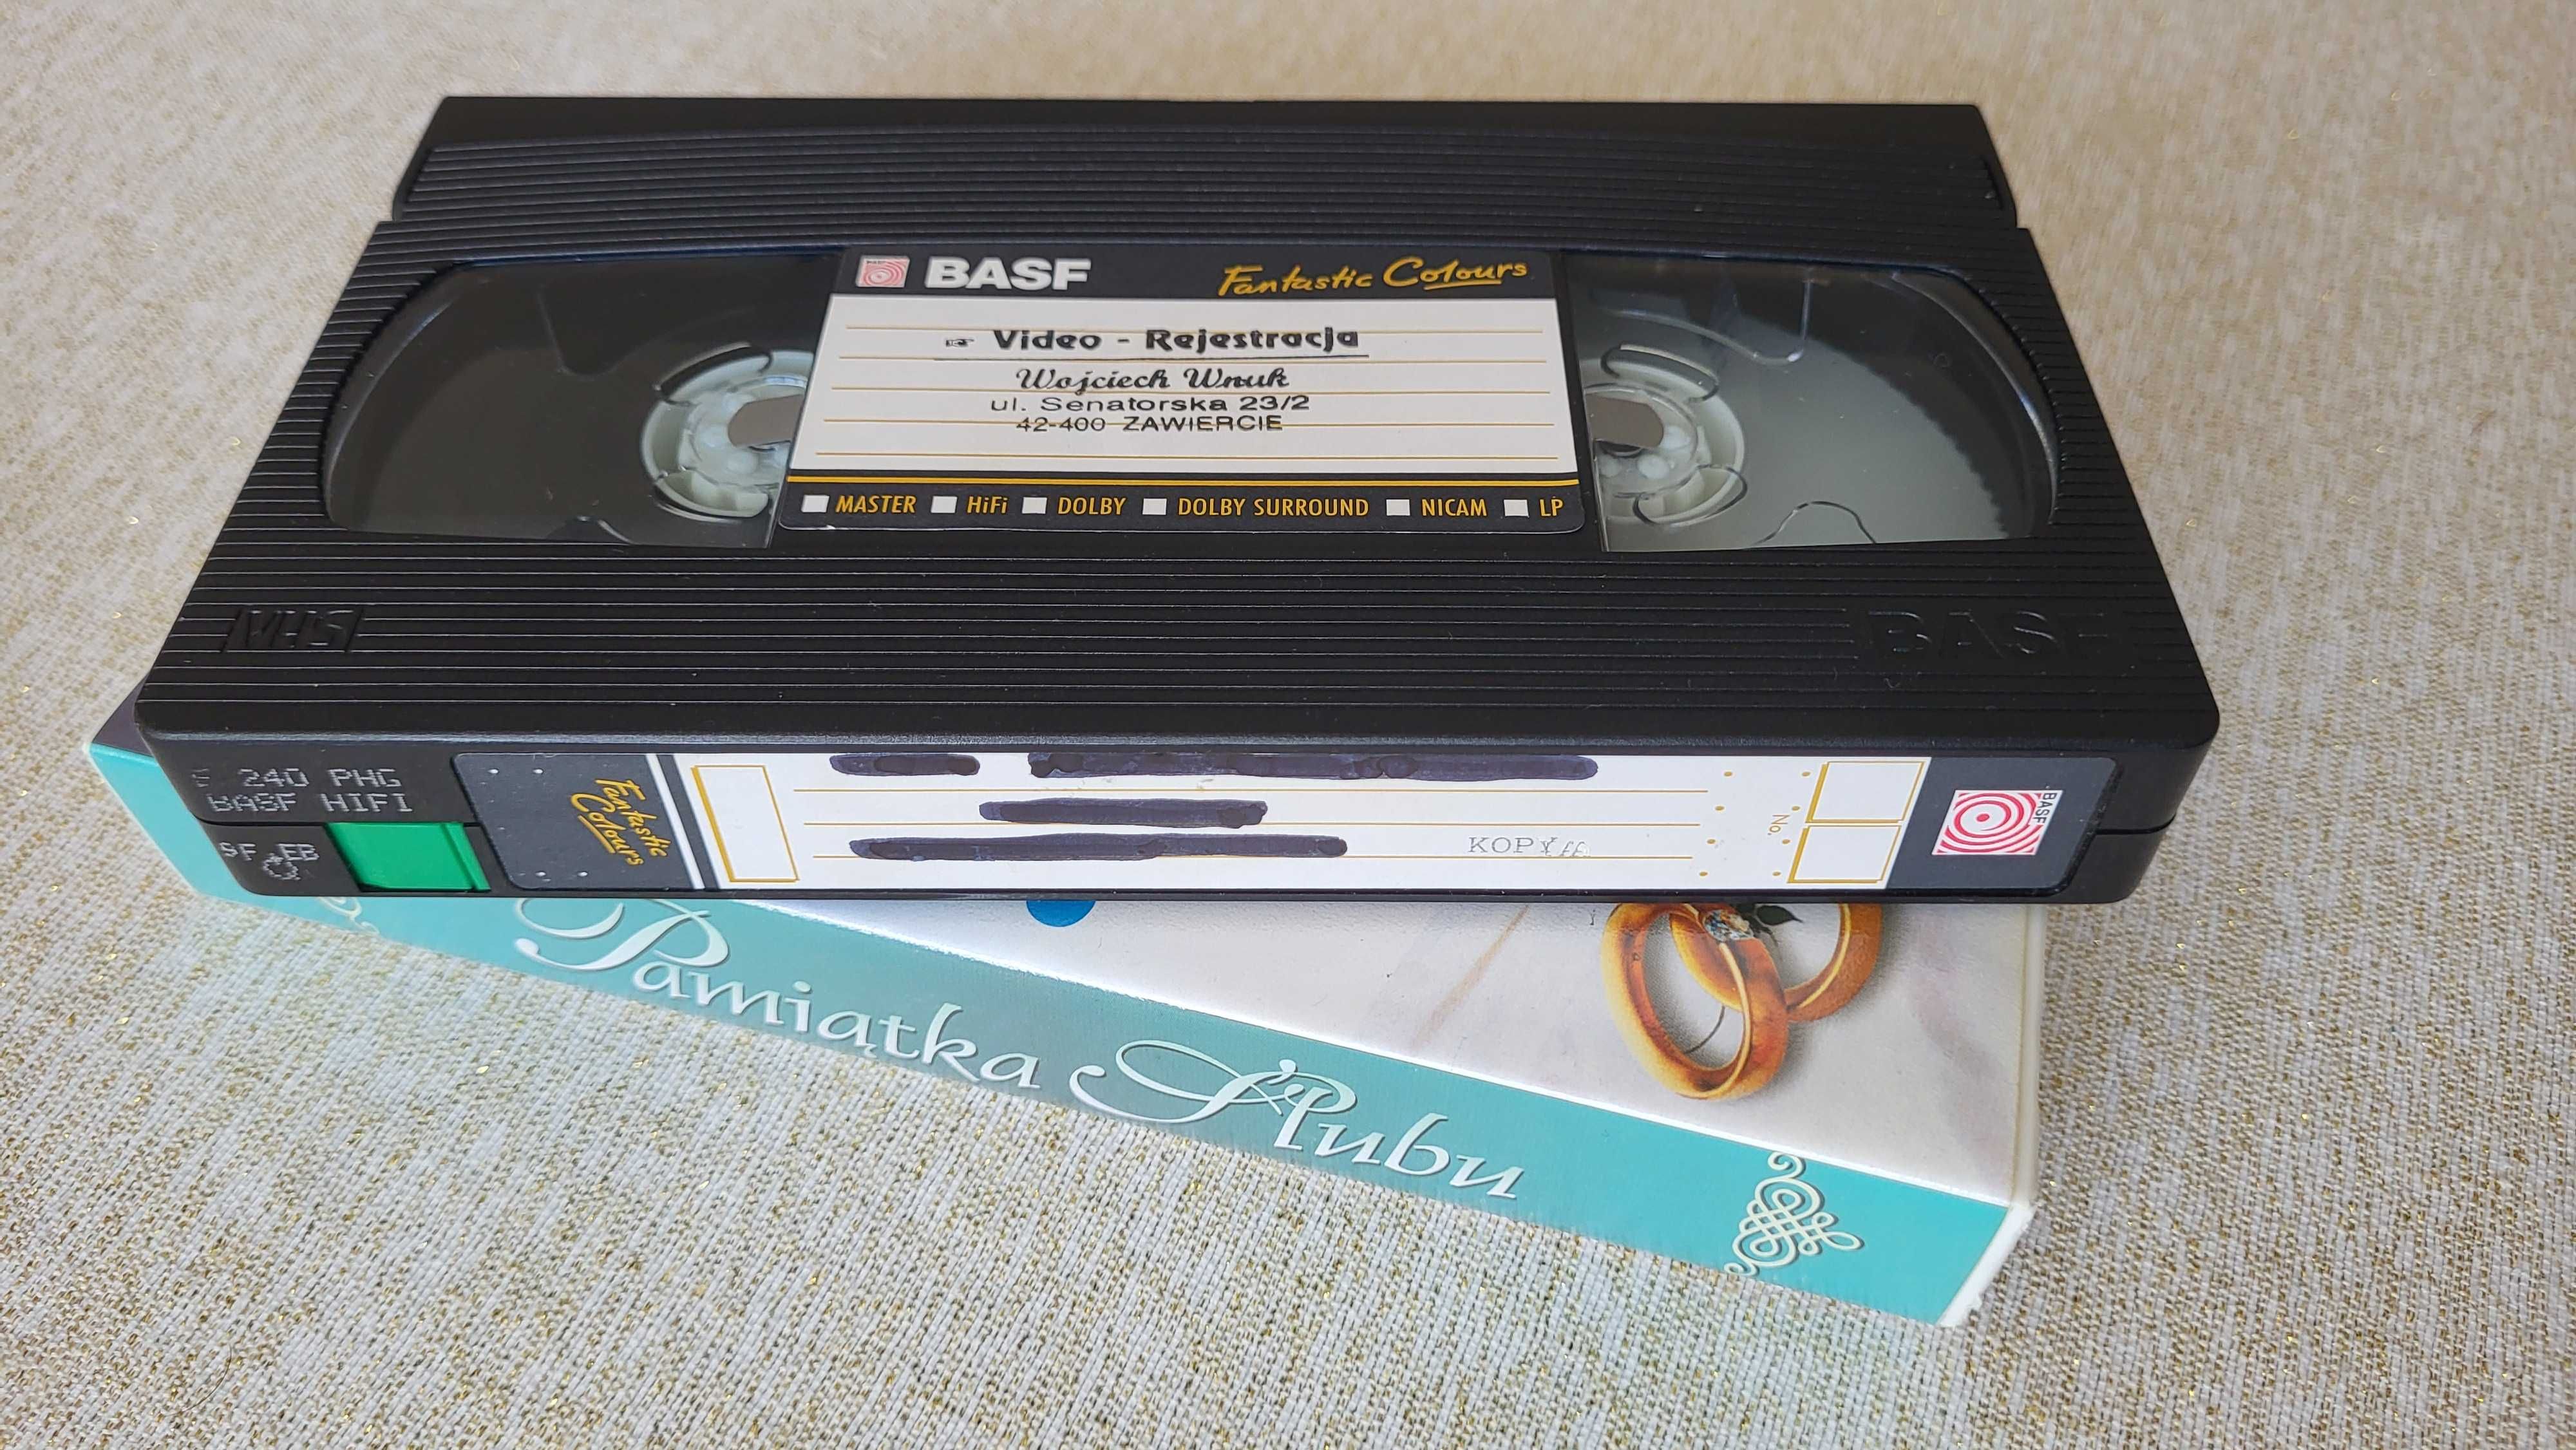 BASF Fantastic Colours
☞ Video - Rejestracja
Wojciech Wnuk
ul. Senatorska 23/2
42-400 ZAWIERCIE
MASTER HiFi DOLBY DOLBY SURROUND NICAM LP
VHS
BASF
240 PHG
BASF HIFI
Fantastic
Colours
No.
BASF
Pamiątka Ślubu